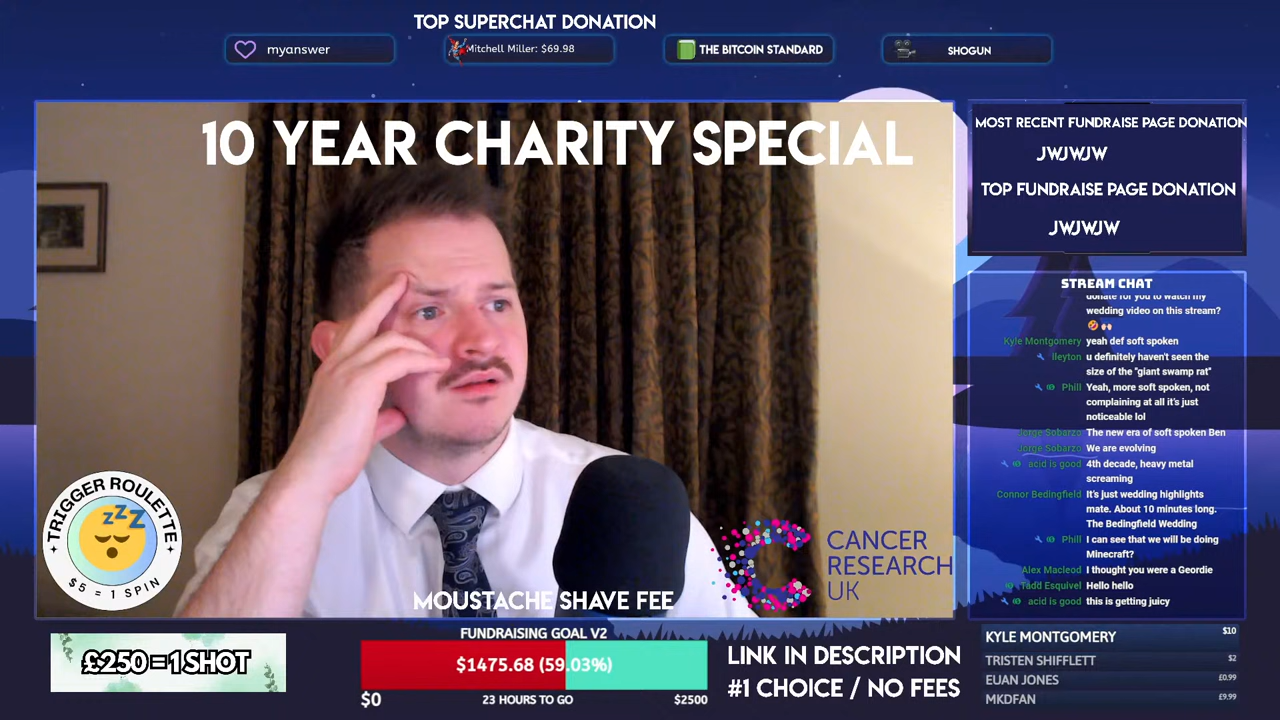 TOP SUPERCHAT DONATION
myanswer
Mitchell Miller: $69.98
THE BITCOIN STANDARD
SHOGUN
10 YEAR CHARITY SPECIAL
MOST RECENT FUNDRAISE PAGE DONATION
JWJWJW
TOP FUNDRAISE PAGE DONATION
JWJWJW
STREAM CHAT
donate for you to watch my
wedding video on this stream?
🤣 🙌🏻
Kyle Montgomery yeah def soft spoken
lleyton u definitely haven't seen the
size of the "giant swamp rat"
Phill Yeah, more soft spoken, not
complaining at all it's just
noticeable lol
Jorge Sobarzo The new era of soft spoken Ben
Jorge Sobarzo We are evolving
acid is good 4th decade, heavy metal
screaming
Connor Bedingfield It's just wedding highlights
mate. About 10 minutes long.
The Bedingfield Wedding
Phill I can see that we will be doing
Minecraft?
Alex Macleod I thought you were a Geordie
Tadd Esquivel Hello hello
acid is good this is getting juicy
TRIGGER ROULETTE
zzz
$5 = 1 SPIN
CANCER
RESEARCH
UK
MOUSTACHE SHAVE FEE
£250 = 1 SHOT
FUNDRAISING GOAL V2
$1475.68 (59.03%)
$0
23 HOURS TO GO
$2500
LINK IN DESCRIPTION
#1 CHOICE / NO FEES
KYLE MONTGOMERY $10
TRISTEN SHIFFLETT $2
EUAN JONES £0.99
MKDFAN £9.99